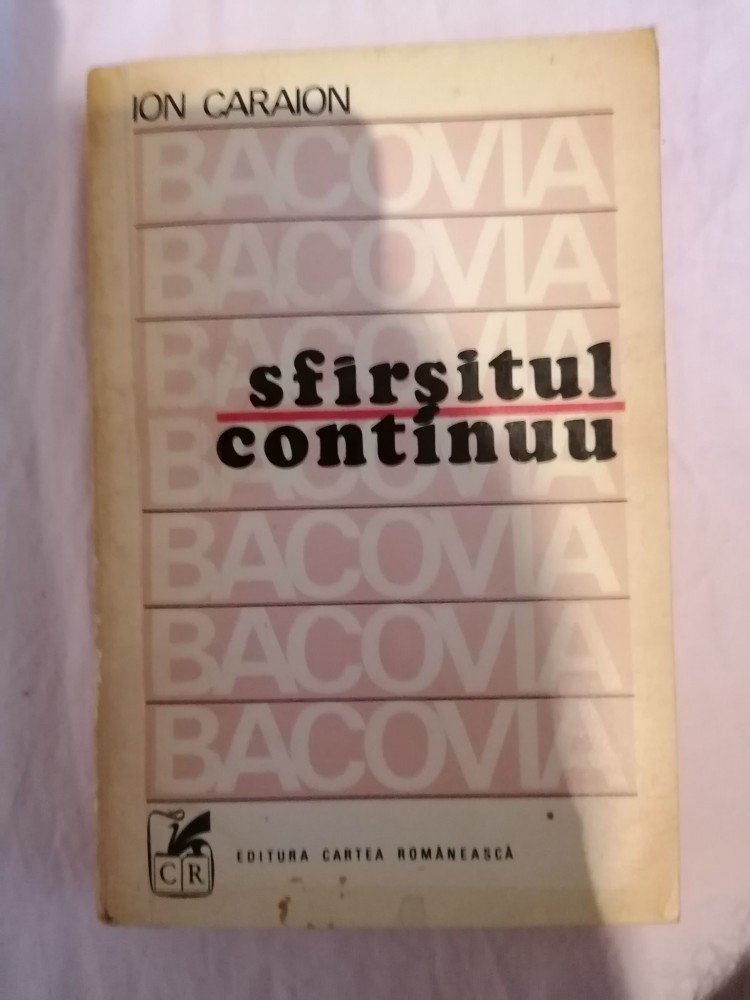 ION CARAION
BACOVIA
BACOVIA
BACOVIA
sfîrşitul
continuu
BACOVIA
BACOVIA
BACOVIA
BACOVIA
CR
EDITURA CARTEA ROMÂNEASCĂ